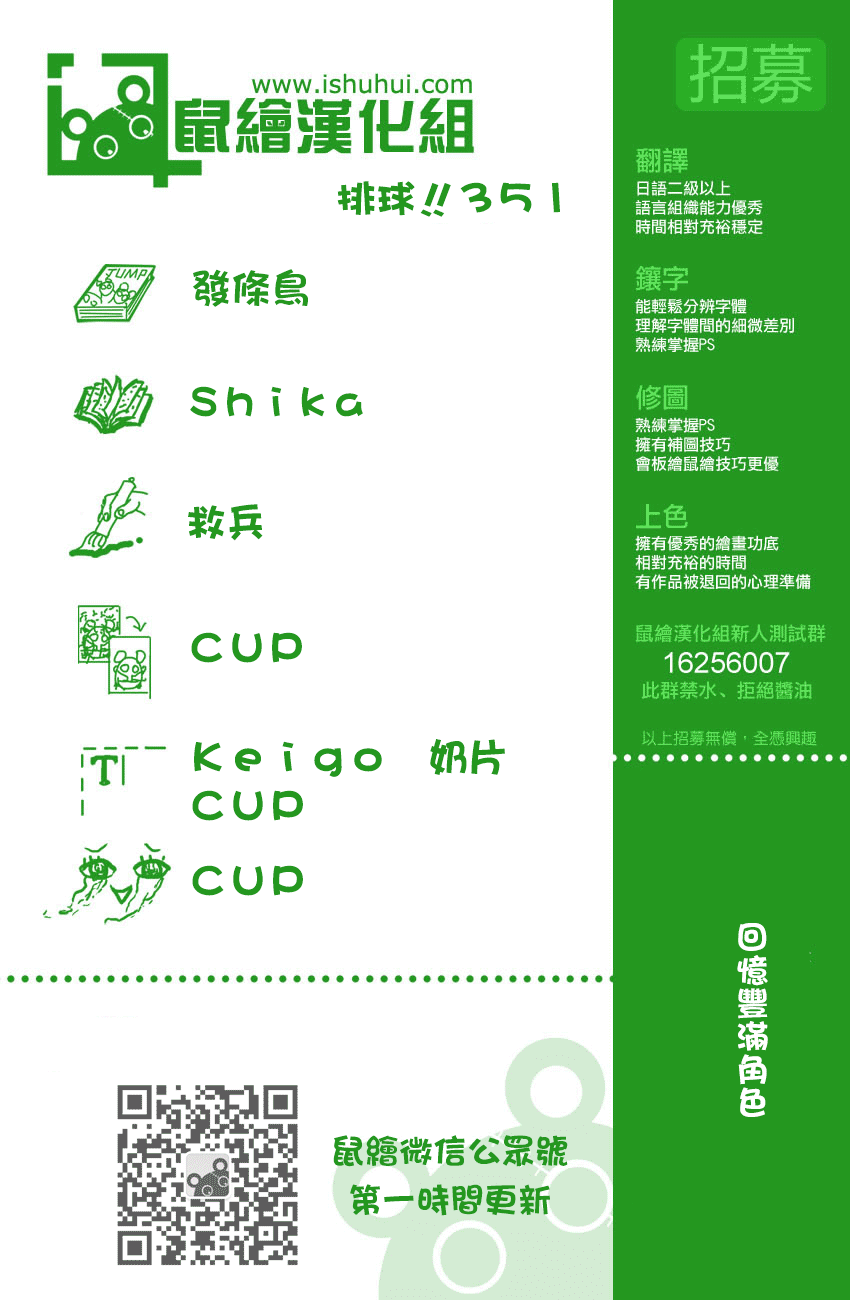 www.ishuhui.com
鼠繪漢化組
排球!!351
JUMP
發條鳥
Shika
救兵
cup
T
Keigo 奶片
cup
cup
鼠繪微信公眾號
第一時間更新
招募
翻譯
日語二級以上
語言組織能力優秀
時間相對充裕穩定
鑲字
能輕鬆分辨字體
理解字體間的細微差別
熟練掌握PS
修圖
熟練掌握PS
擁有補圖技巧
會板繪鼠繪技巧更優
上色
擁有優秀的繪畫功底
相對充裕的時間
有作品被退回的心理準備
鼠繪漢化組新人測試群
16256007
此群禁水、拒絕醬油
以上招募無償,全憑興趣
回憶豐滿角色